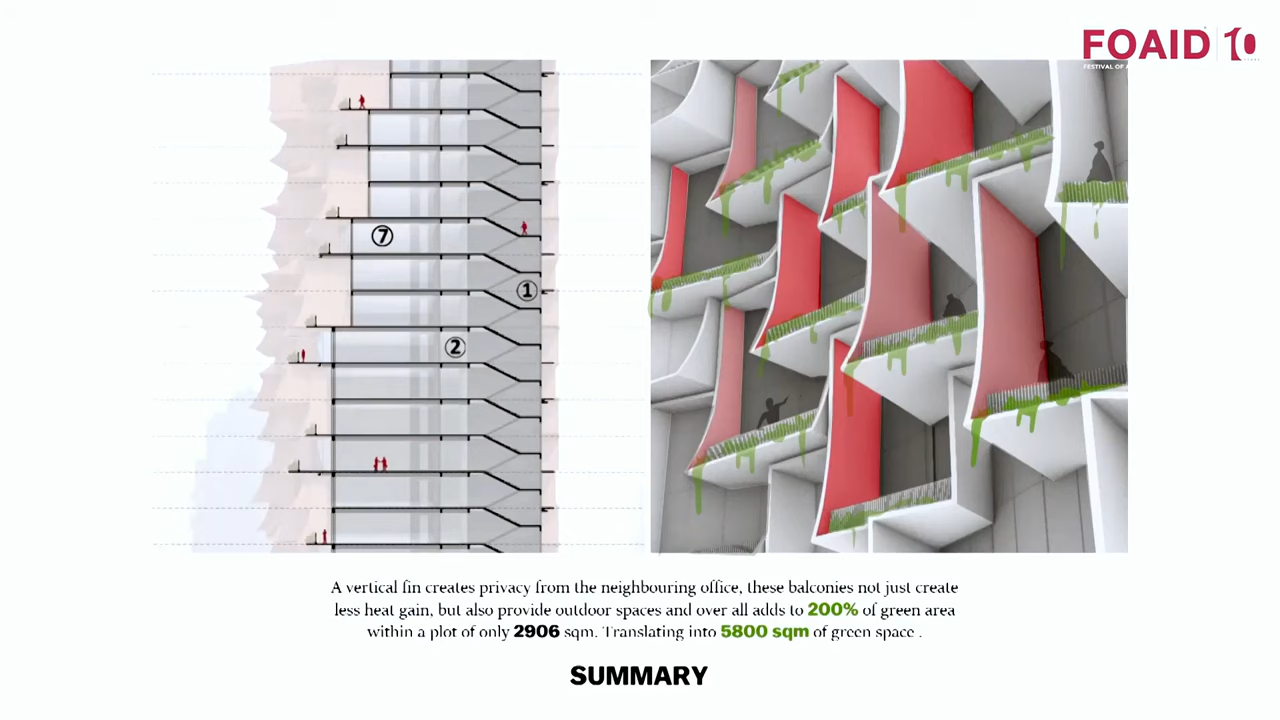 FOAID 10
FESTIVAL OF A
⑦
①
②
A vertical fin creates privacy from the neighbouring office, these balconies not just create
less heat gain, but also provide outdoor spaces and over all adds to 200% of green area
within a plot of only 2906 sqm. Translating into 5800 sqm of green space .
SUMMARY